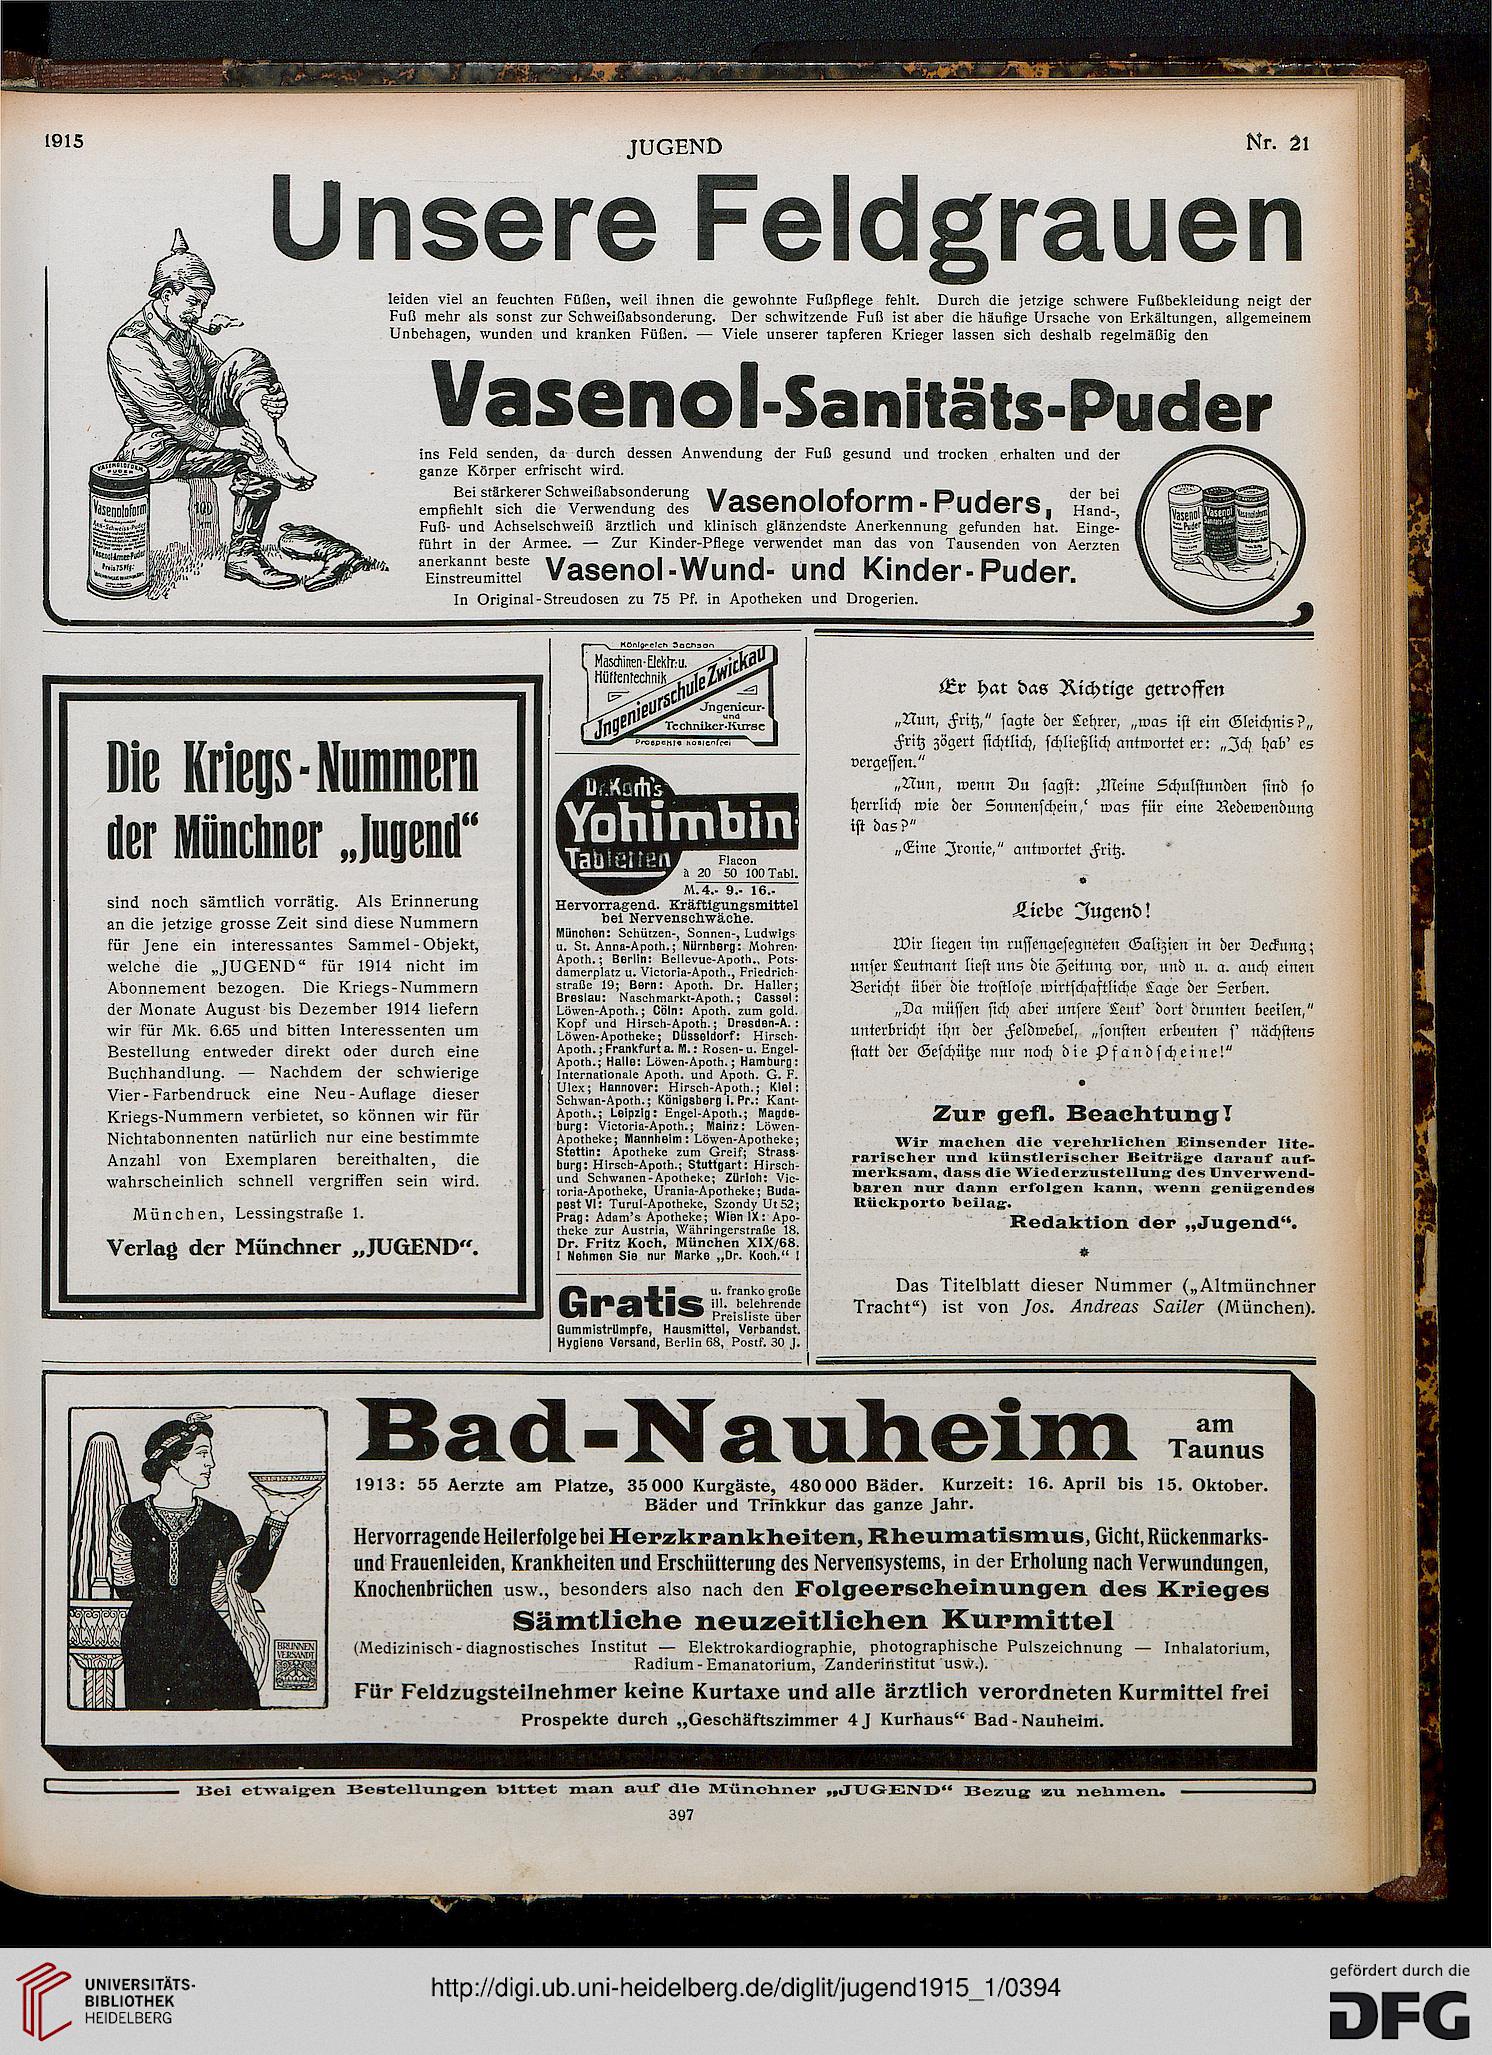 1915
JUGEND
Nr. 21
Unsere Feldgrauen
leiden viel an feuchten Füßen, weil ihnen die gewohnte Fußpflege fehlt. Durch die jetzige schwere Fußbekleidung neigt der
Fuß mehr als sonst zur Schweißabsonderung. Der schwitzende Fuß ist aber die häufige Ursache von Erkältungen, allgemeinem
Unbehagen, wunden und kranken Füßen. — Viele unserer tapferen Krieger lassen sich deshalb regelmäßig den
Vasenol-Sanitäts-Puder
ins Feld senden, da durch dessen Anwendung der Fuß gesund und trocken erhalten und der
ganze Körper erfrischt wird.
Bei stärkerer Schweißabsonderung
empfiehlt sich die Verwendung des Vasenoloform-Puders, der bei Hand-,
Fuß- und Achselschweiß ärztlich und klinisch glänzendste Anerkennung gefunden hat. Einge-
führt in der Armee. — Zur Kinder-Pflege verwendet man das von Tausenden von Aerzten
anerkannt beste
Einstreumittel Vasenol-Wund- und Kinder-Puder.
In Original-Streudosen zu 75 Pf. in Apotheken und Drogerien.
Vasenoloform
100
Die Kriegs-Nummern
der Münchner „Jugend“
sind noch sämtlich vorrätig. Als Erinnerung
an die jetzige grosse Zeit sind diese Nummern
für Jene ein interessantes Sammel-Objekt,
welche die „JUGEND“ für 1914 nicht im
Abonnement bezogen. Die Kriegs-Nummern
der Monate August bis Dezember 1914 liefern
wir für Mk. 6.65 und bitten Interessenten um
Bestellung entweder direkt oder durch eine
Buchhandlung. — Nachdem der schwierige
Vier-Farbendruck eine Neu-Auflage dieser
Kriegs-Nummern verbietet, so können wir für
Nichtabonnenten natürlich nur eine bestimmte
Anzahl von Exemplaren bereithalten, die
wahrscheinlich schnell vergriffen sein wird.
München, Lessingstraße 1.
Verlag der Münchner „JUGEND“.
Königreich Sachsen
Maschinen-Elektr. u.
Hüttentechnik
Ingenieurschule Zwickau
Jngenieur-
und
Techniker-Kurse
Prospekte kostenfrei
Dr. Koch's
Yohimbin
Tabletten
Flacon
à 20 50 100 Tabl.
M. 4.- 9.- 16.-
Hervorragend. Kräftigungsmittel
bei Nervenschwäche.
München: Schützen-, Sonnen-, Ludwigs
u. St. Anna-Apoth.; Nürnberg: Mohren-
Apoth.; Berlin: Bellevue-Apoth., Pots-
damerplatz u. Victoria-Apoth., Friedrich-
straße 19; Bern: Apoth. Dr. Haller;
Breslau: Naschmarkt-Apoth.; Cassel:
Löwen-Apoth.; Cöln: Apoth. zum gold.
Kopf und Hirsch-Apoth.; Dresden-A.:
Löwen-Apotheke; Düsseldorf: Hirsch-
Apoth.; Frankfurt a. M.: Rosen- u. Engel-
Apoth.; Halle: Löwen-Apoth.; Hamburg:
Internationale Apoth. und Apoth. G. F.
Ulex; Hannover: Hirsch-Apoth.; Kiel:
Schwan-Apoth.; Königsberg i. Pr.: Kant-
Apoth.; Leipzig: Engel-Apoth.; Magde-
burg: Victoria-Apoth.; Mainz: Löwen-
Apotheke; Mannheim: Löwen-Apotheke;
Stettin: Apotheke zum Greif; Strass-
burg: Hirsch-Apoth.; Stuttgart: Hirsch-
und Schwanen-Apotheke; Zürich: Vic-
toria-Apotheke, Urania-Apotheke; Buda-
pest VI: Turul-Apotheke, Szondy Ut 52;
Prag: Adam's Apotheke; Wien IX: Apo-
theke zur Austria, Währingerstraße 18.
Dr. Fritz Koch, München XIX/68.
! Nehmen Sie nur Marke „Dr. Koch.“ !
Gratis u. franko große
ill. belehrende
Preisliste über
Gummistrümpfe, Hausmittel, Verbandst.
Hygiene Versand, Berlin 68, Postf. 30 J.
Er hat das Richtige getroffen
„Nun, Fritz,“ sagte der Lehrer, „was ist ein Gleichnis?„
Fritz zögert sichtlich, schließlich antwortet er: „Ich hab' es
vergessen.“
„Nun, wenn Du sagst: ‚Meine Schulstunden sind so
herrlich wie der Sonnenschein,‘ was für eine Redewendung
ist das?“
„Eine Ironie,“ antwortet Fritz.
Liebe Jugend!
Wir liegen im russengesegneten Galizien in der Deckung;
unser Leutnant liest uns die Zeitung vor, und u. a. auch einen
Bericht über die trostlose wirtschaftliche Lage der Serben.
„Da müssen sich aber unsere Leut' dort drunten beeilen,“
unterbricht ihn der Feldwebel, „sonsten erbeuten s' nächstens
statt der Geschütze nur noch die Pfandscheine!“
Zur gefl. Beachtung!
Wir machen die verehrlichen Einsender lite-
rarischer und künstlerischer Beiträge darauf auf-
merksam, dass die Wiederzustellung des Unverwend-
baren nur dann erfolgen kann, wenn genügendes
Rückporto beilag.
Redaktion der „Jugend“.
Das Titelblatt dieser Nummer („Altmünchner
Tracht“) ist von Jos. Andreas Sailer (München).
Bad-Nauheim am
Taunus
1913: 55 Aerzte am Platze, 35 000 Kurgäste, 480 000 Bäder. Kurzeit: 16. April bis 15. Oktober.
Bäder und Trinkkur das ganze Jahr.
Hervorragende Heilerfolge bei Herzkrankheiten, Rheumatismus, Gicht, Rückenmarks-
und Frauenleiden, Krankheiten und Erschütterung des Nervensystems, in der Erholung nach Verwundungen,
Knochenbrüchen usw., besonders also nach den Folgeerscheinungen des Krieges
Sämtliche neuzeitlichen Kurmittel
(Medizinisch-diagnostisches Institut — Elektrokardiographie, photographische Pulszeichnung — Inhalatorium,
Radium-Emanatorium, Zanderinstitut usw.).
Für Feldzugsteilnehmer keine Kurtaxe und alle ärztlich verordneten Kurmittel frei
Prospekte durch „Geschäftszimmer 4 J Kurhaus“ Bad-Nauheim.
BRUNNEN
VERSANDT
Bei etwaigen Bestellungen bittet man auf die Münchner „JUGEND“ Bezug zu nehmen.
397
UNIVERSITÄTS-
BIBLIOTHEK
HEIDELBERG
http://digi.ub.uni-heidelberg.de/diglit/jugend1915_1/0394
gefördert durch die
DFG